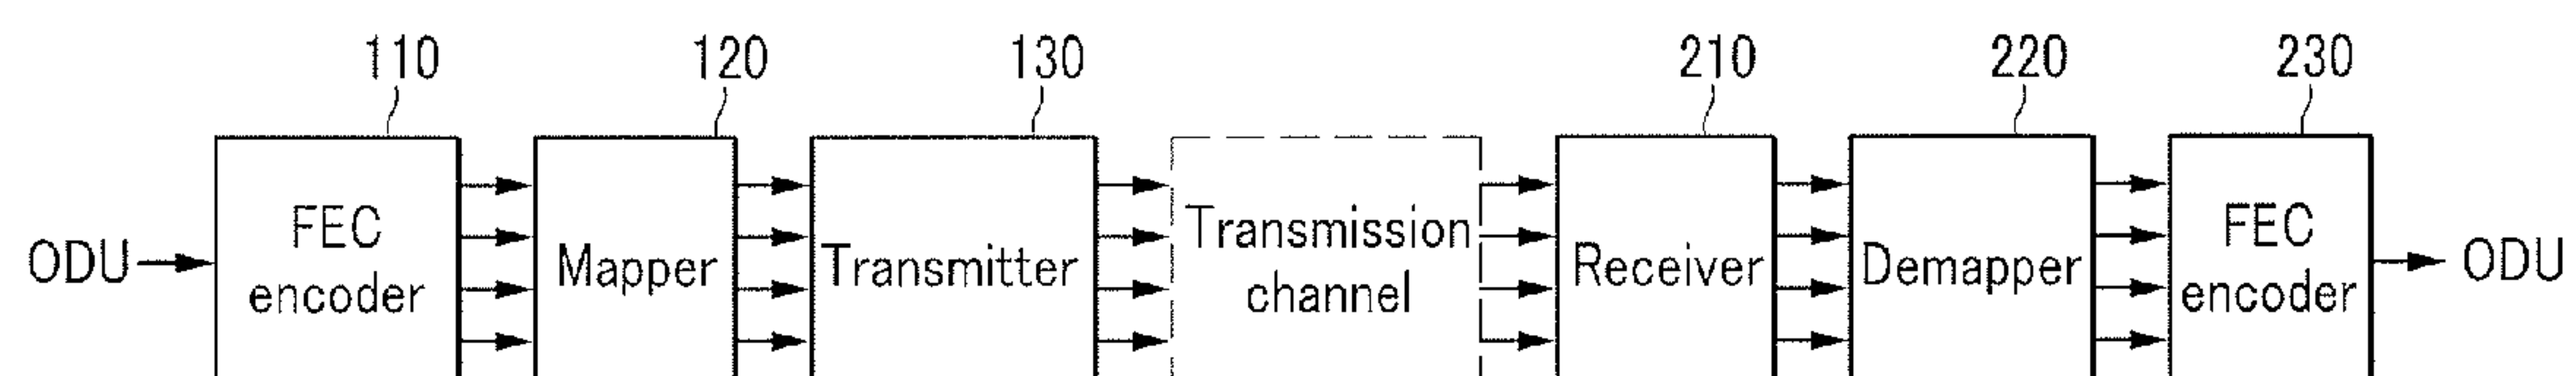 110
120
130
210
220
230
ODU
FEC
encoder
Mapper
Transmitter
Transmission
channel
Receiver
Demapper
FEC
encoder
ODU